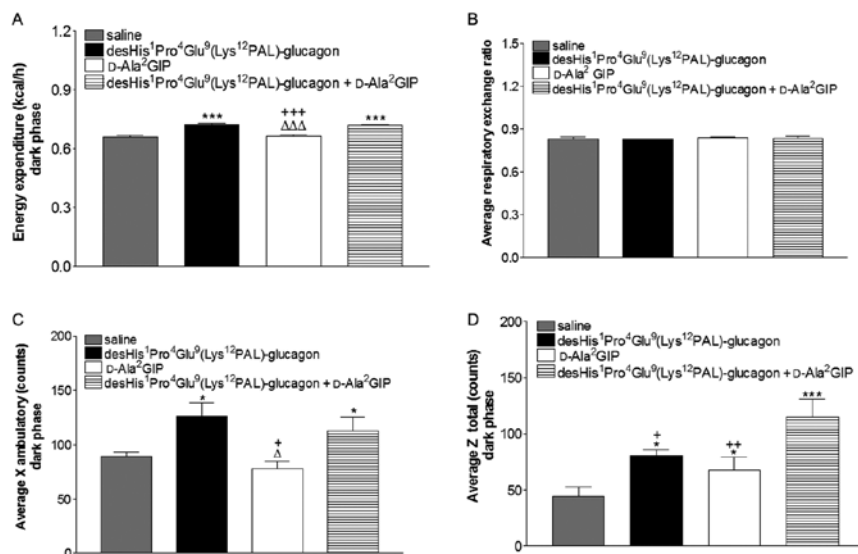 A
Energy expenditure (kcal/h)
dark phase
1.2
0.9
0.6
0.3
0.0
saline
desHis¹Pro⁴Glu⁹(Lys¹²PAL)-glucagon
D-Ala²GIP
desHis¹Pro⁴Glu⁹(Lys¹²PAL)-glucagon + D-Ala²GIP
***
+++
ΔΔΔ
***
B
Average respiratory exchange ratio
1.5
1.2
0.9
0.6
0.3
0.0
saline
desHis¹Pro⁴Glu⁹(Lys¹²PAL)-glucagon
D-Ala² GIP
desHis¹Pro⁴Glu⁹(Lys¹²PAL)-glucagon + D-Ala²GIP
C
Average X ambulatory (counts)
dark phase
200
150
100
50
0
saline
desHis¹Pro⁴Glu⁹(Lys¹²PAL)-glucagon
D-Ala²GIP
desHis¹Pro⁴Glu⁹(Lys¹²PAL)-glucagon + D-Ala²GIP
*
+
Δ
*
D
Average Z total (counts)
dark phase
200
150
100
50
0
saline
desHis¹Pro⁴Glu⁹(Lys¹²PAL)-glucagon
D-Ala²GIP
desHis¹Pro⁴Glu⁹(Lys¹²PAL)-glucagon + D-Ala²GIP
+
*
++
*
***